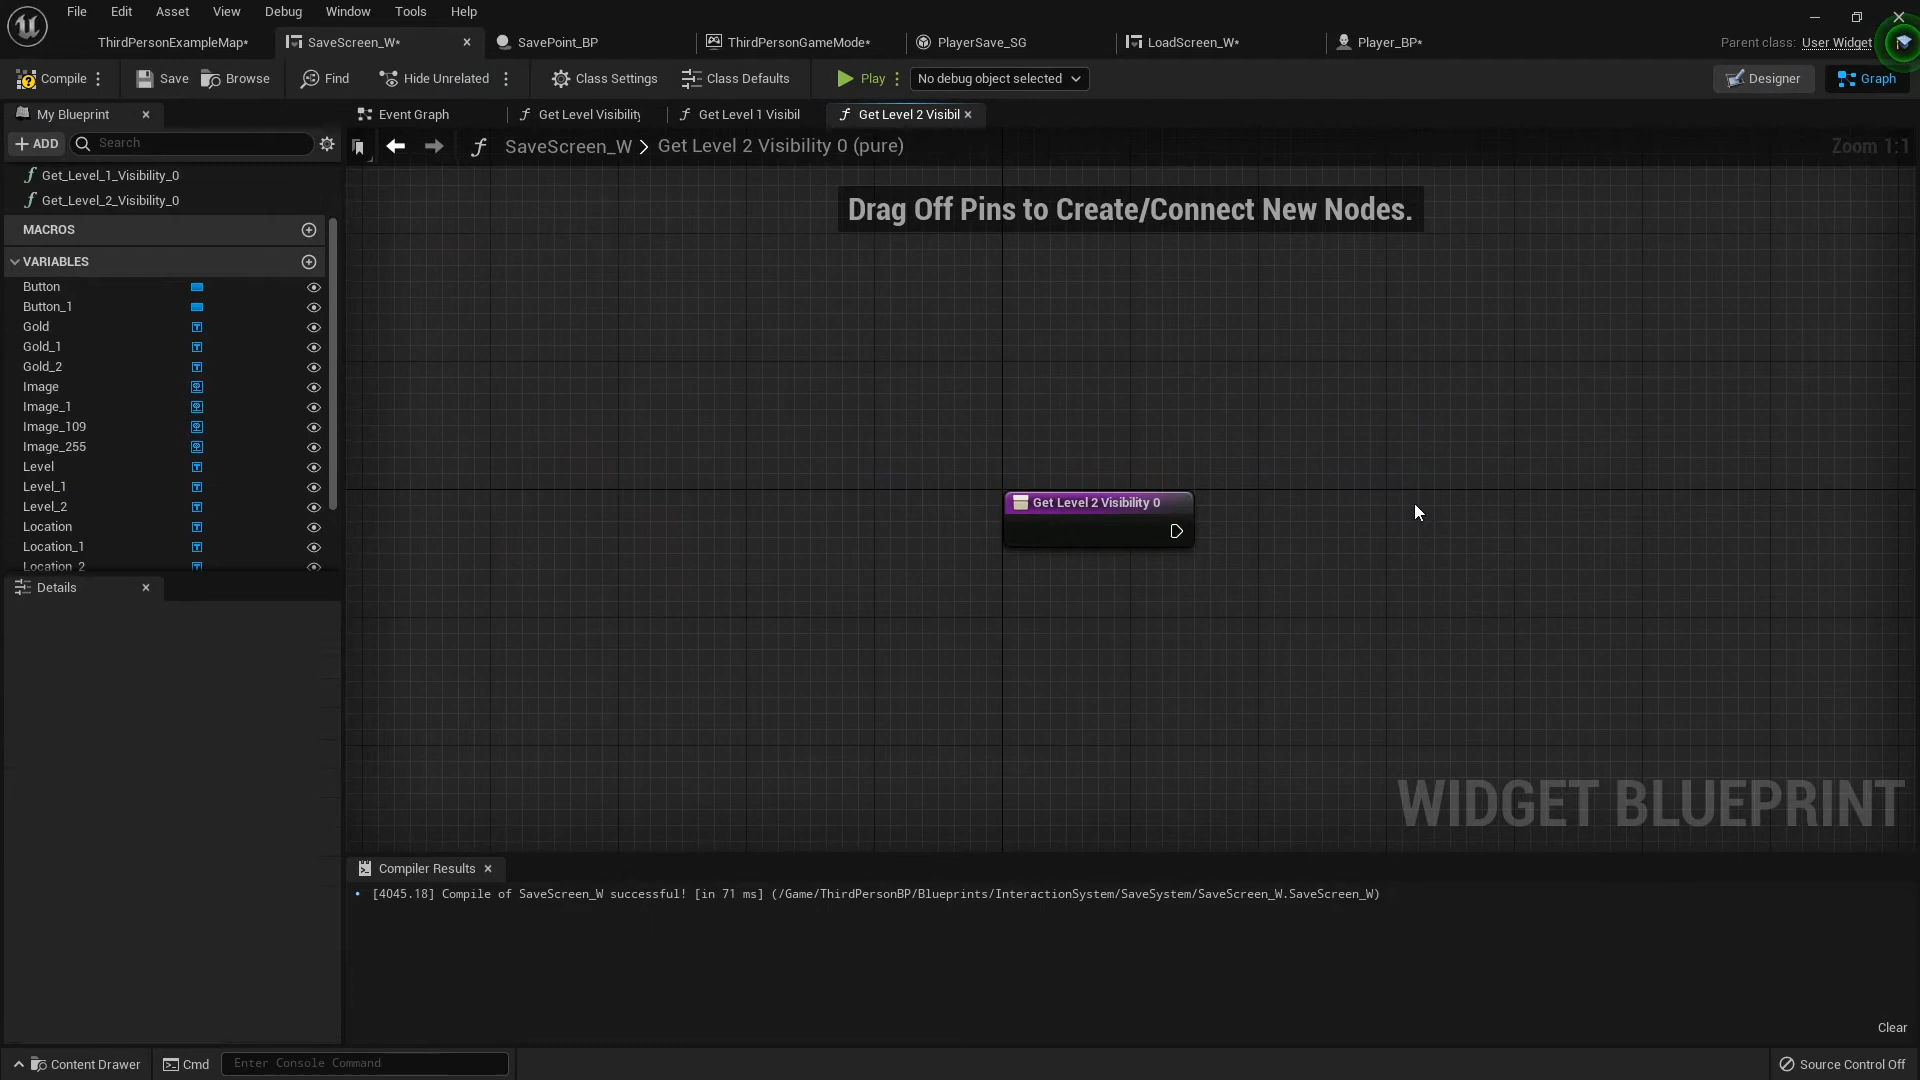 File Edit Asset View Debug Window Tools Help
ThirdPersonExampleMap* SaveScreen_W* SavePoint_BP ThirdPersonGameMode* PlayerSave_SG LoadScreen_W* Player_BP* Parent class: User Widget
Compile Save Browse Find Hide Unrelated Class Settings Class Defaults Play No debug object selected Designer Graph
My Blueprint Event Graph Get Level Visibility Get Level 1 Visibil Get Level 2 Visibil
ADD Search SaveScreen_W > Get Level 2 Visibility 0 (pure) Zoom 1:1
Get_Level_1_Visibility_0
Get_Level_2_Visibility_0
Drag Off Pins to Create/Connect New Nodes.
MACROS
VARIABLES
Button
Button_1
Gold
Gold_1
Gold_2
Image
Image_1
Image_109
Image_255
Level
Level_1
Level_2
Location
Location_1
Location_2
Get Level 2 Visibility 0
Details
WIDGET BLUEPRINT
Compiler Results
[4045.18] Compile of SaveScreen_W successful! [in 71 ms] (/Game/ThirdPersonBP/Blueprints/InteractionSystem/SaveSystem/SaveScreen_W.SaveScreen_W)
Clear
Content Drawer Cmd Enter Console Command Source Control Off